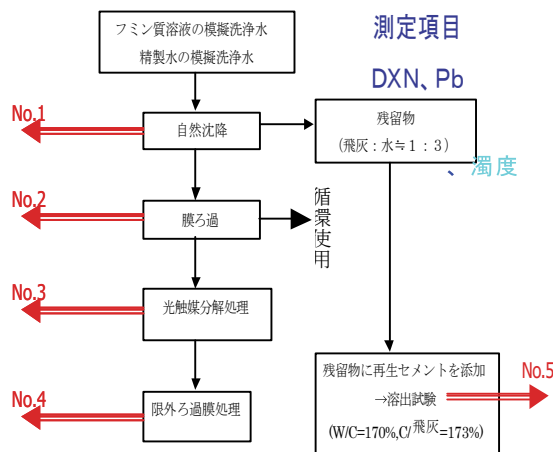 フミン質溶液の模擬洗浄水
精製水の模擬洗浄水
測定項目
DXN、Pb
、濁度
No.1
自然沈降
残留物
(飛灰:水≒1:3)
No.2
膜ろ過
循環使用
No.3
光触媒分解処理
No.4
限外ろ過膜処理
残留物に再生セメントを添加
→溶出試験
(W/C=170%,C/飛灰=173%)
No.5